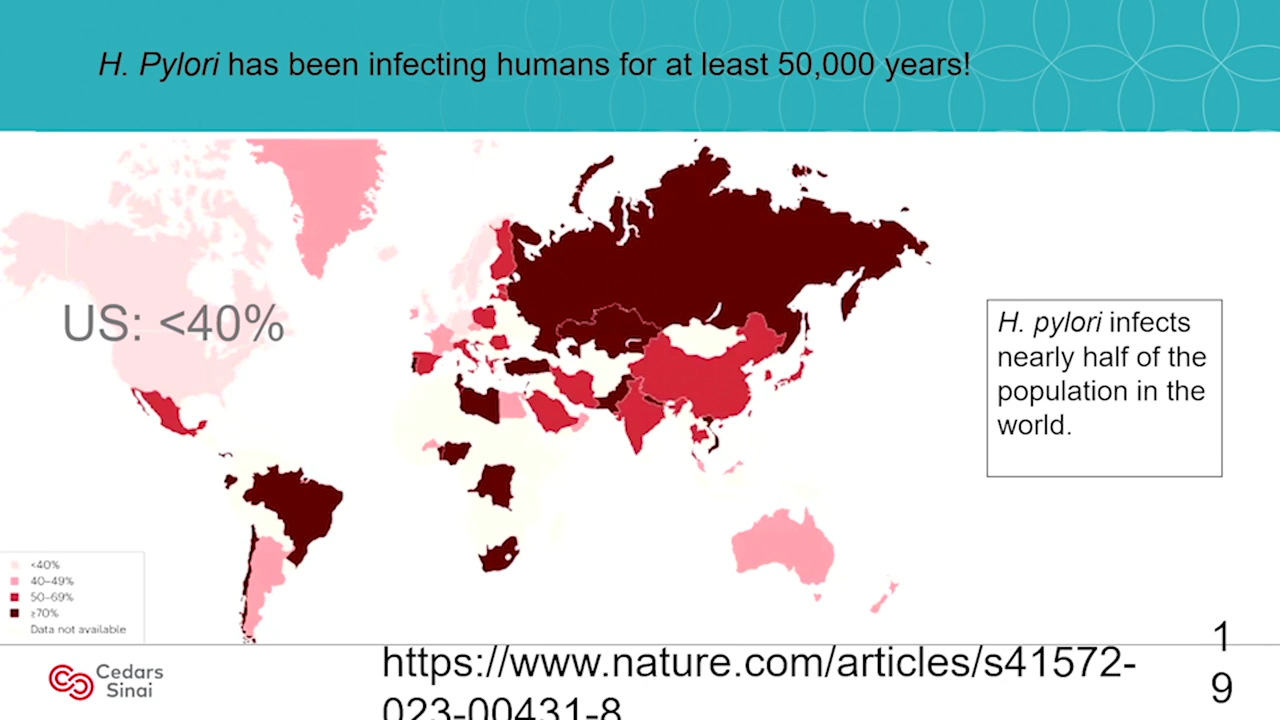 H. Pylori has been infecting humans for at least 50,000 years!
US: <40%
H. pylori infects
nearly half of the
population in the
world.
<40%
40–49%
50–69%
≥70%
Data not available
Cedars
Sinai
https://www.nature.com/articles/s41572-
023-00431-8
1
9